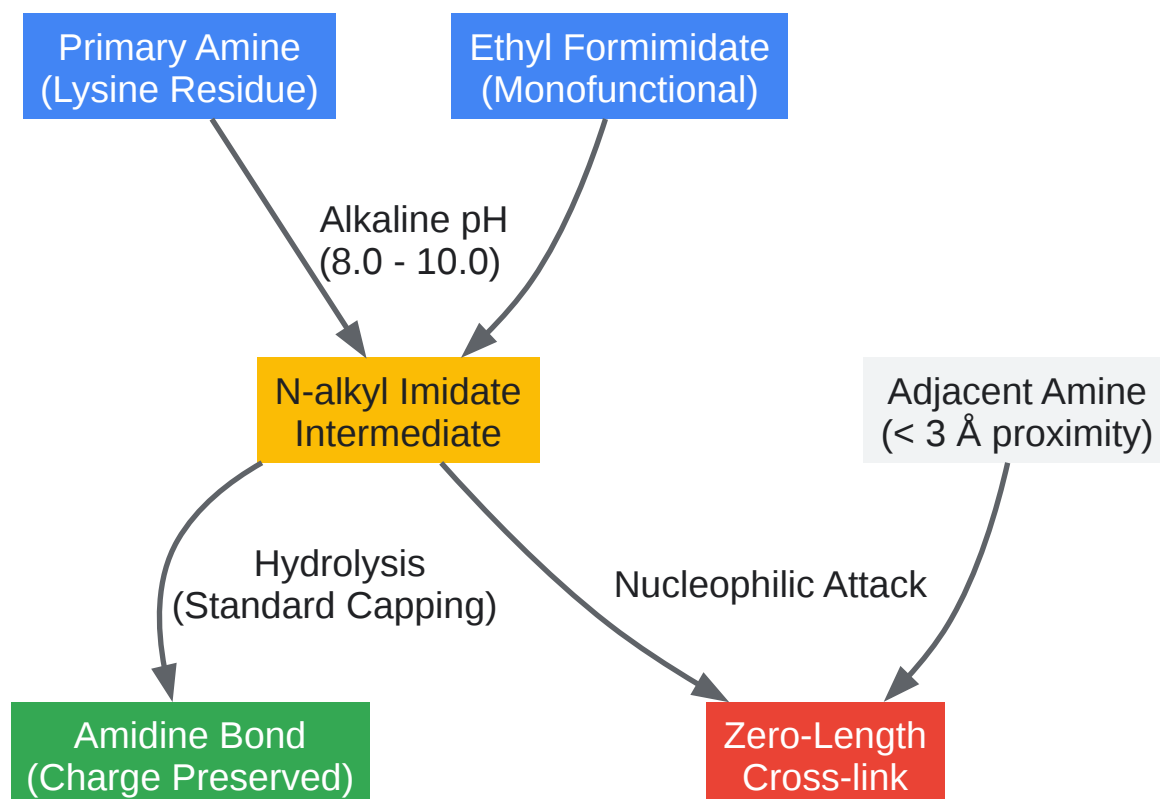 Primary Amine
(Lysine Residue)
Ethyl Formimidate
(Monofunctional)
Alkaline pH
(8.0 - 10.0)
N-alkyl Imidate
Intermediate
Adjacent Amine
(< 3 Å proximity)
Hydrolysis
(Standard Capping)
Nucleophilic Attack
Amidine Bond
(Charge Preserved)
Zero-Length
Cross-link